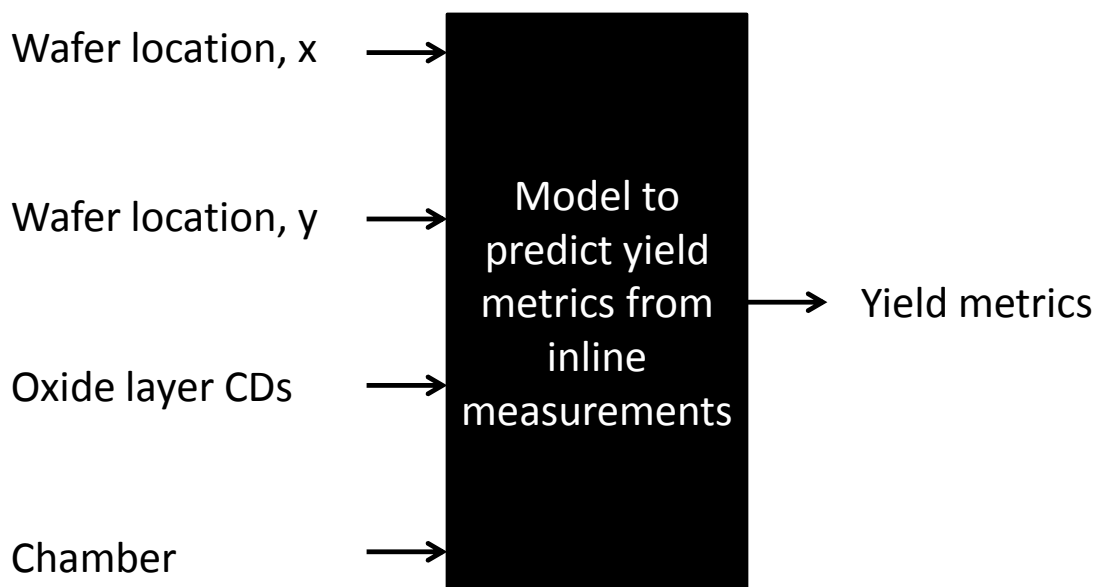 Wafer location, x
Wafer location, y
Oxide layer CDs
Chamber
Model to
predict yield
metrics from
inline
measurements
Yield metrics